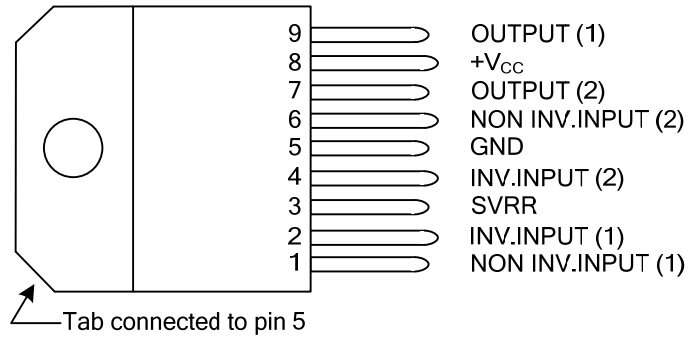 9 OUTPUT (1)
8 +VCC
7 OUTPUT (2)
6 NON INV.INPUT (2)
5 GND
4 INV.INPUT (2)
3 SVRR
2 INV.INPUT (1)
1 NON INV.INPUT (1)
Tab connected to pin 5